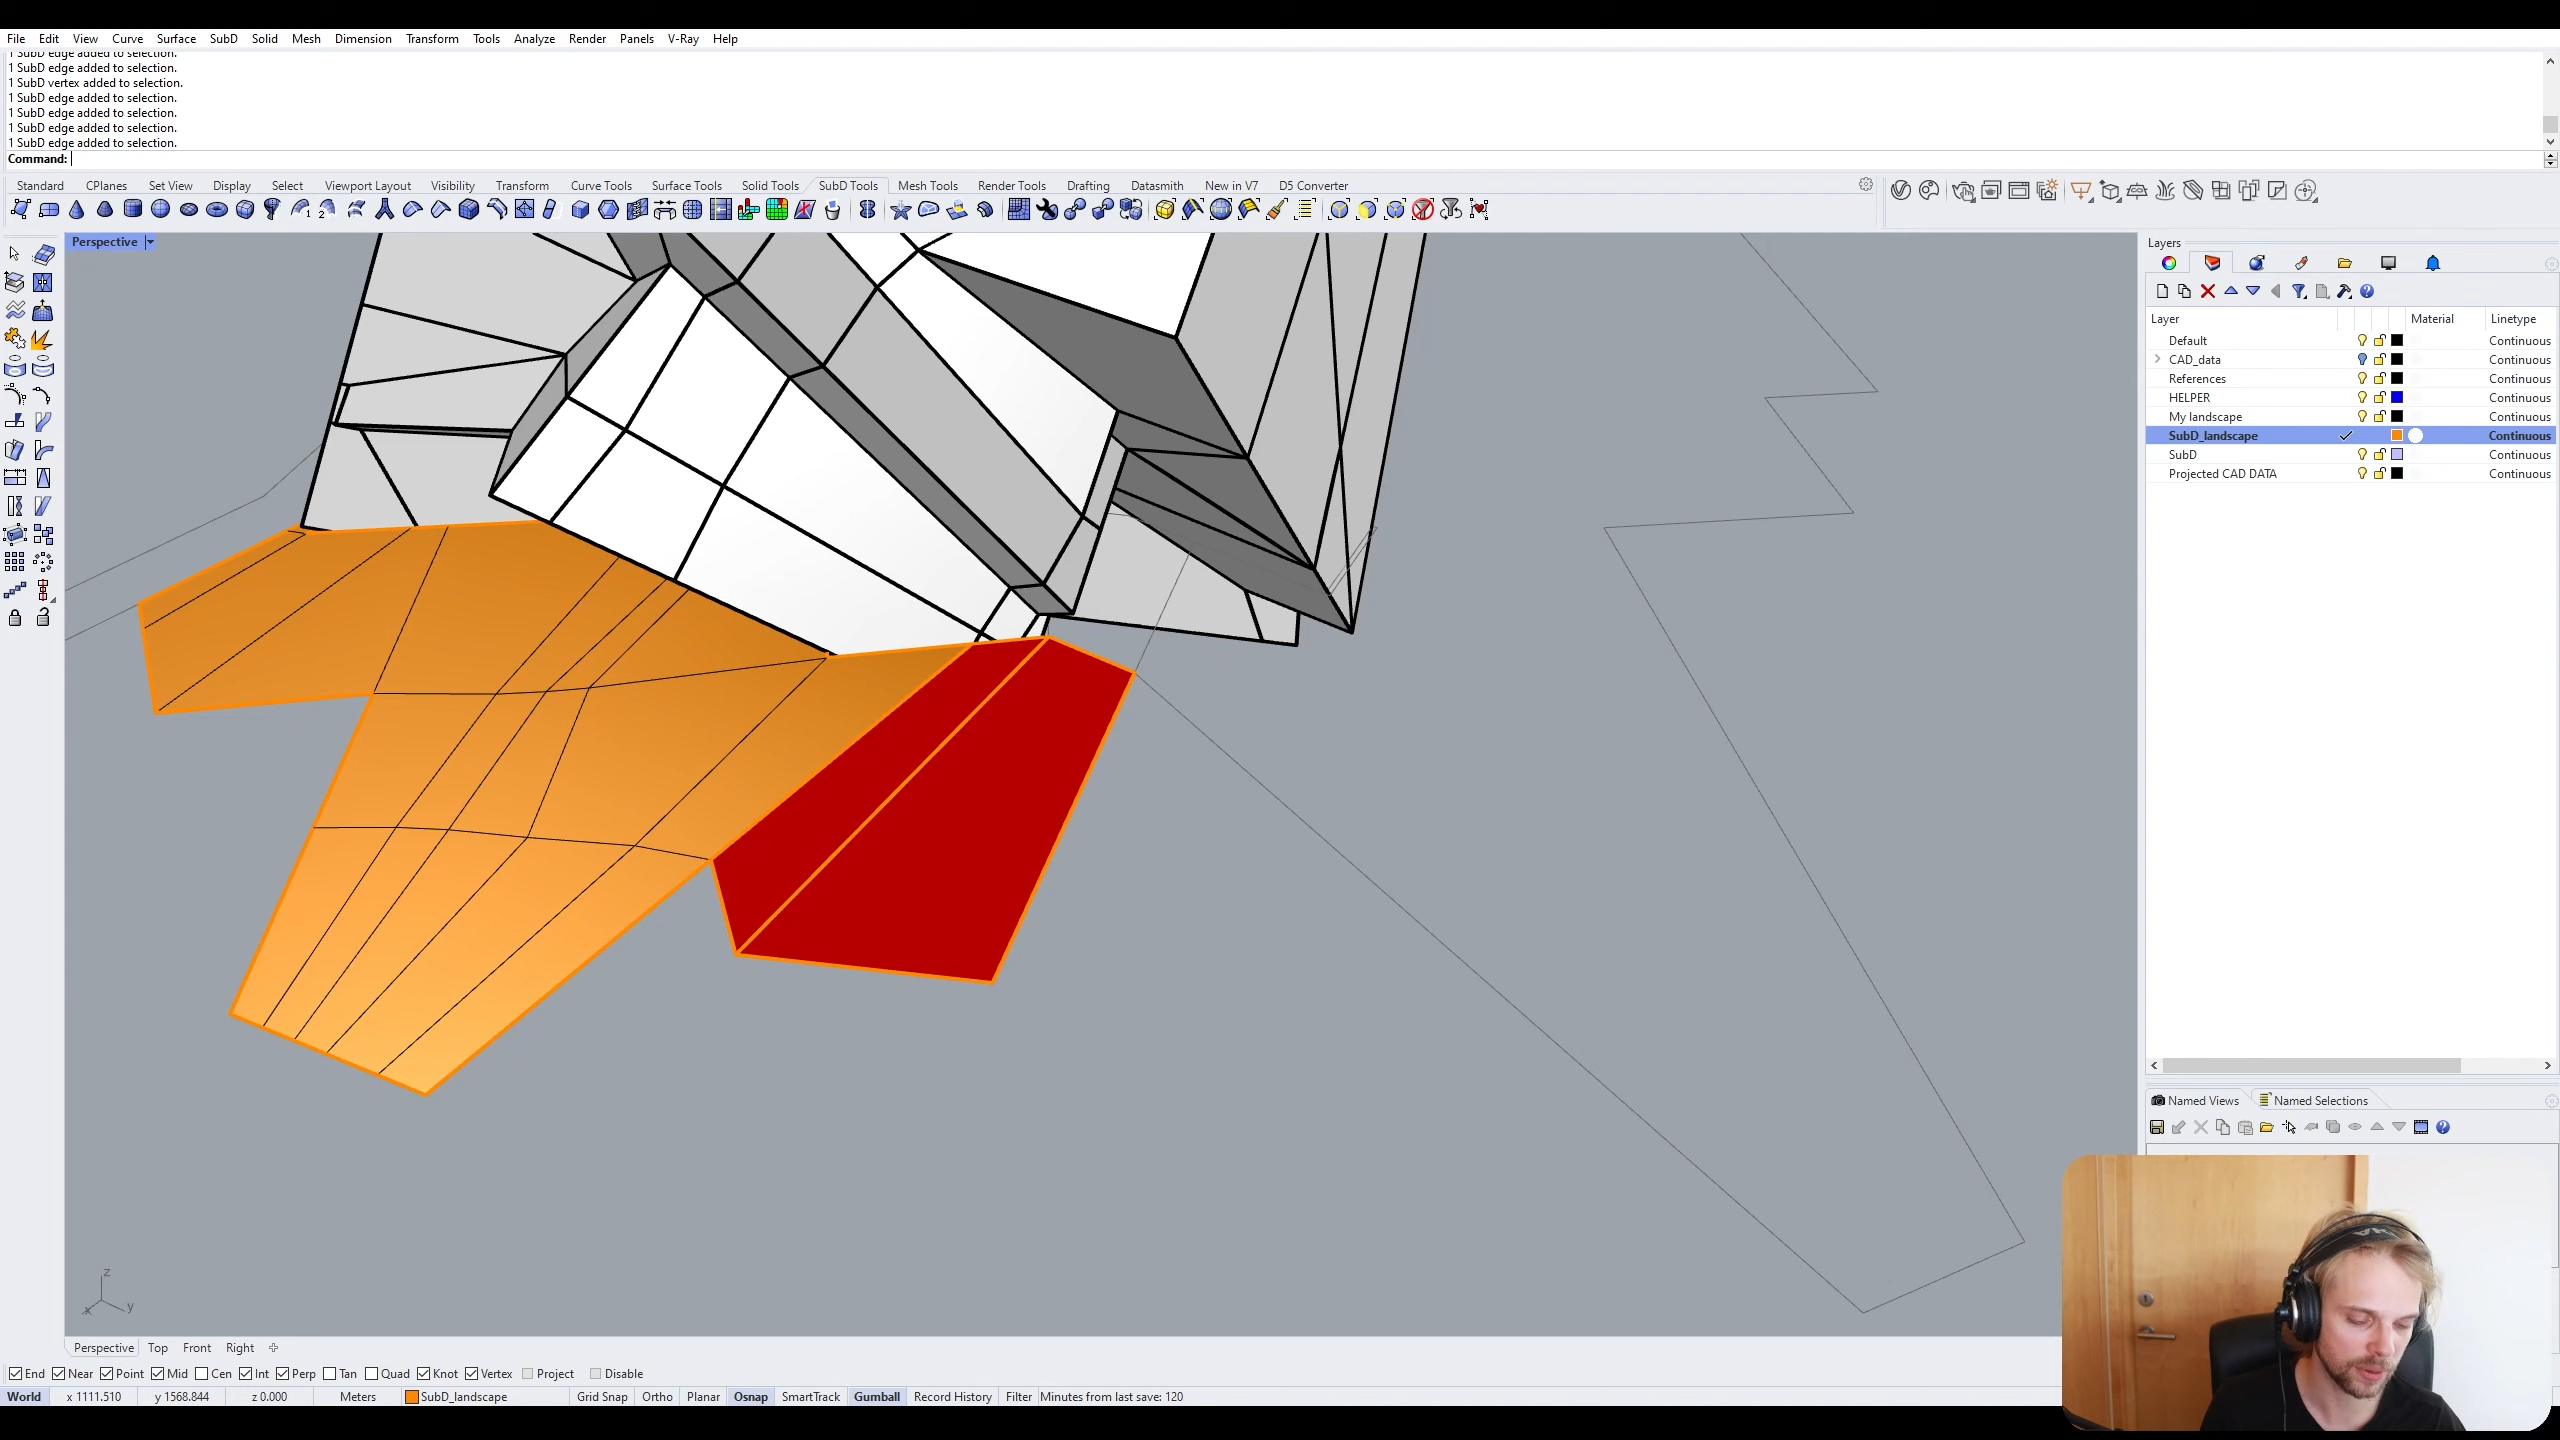 File Edit View Curve Surface SubD Solid Mesh Dimension Transform Tools Analyze Render Panels V-Ray Help
1 SubD edge added to selection.
1 SubD edge added to selection.
1 SubD vertex added to selection.
1 SubD edge added to selection.
1 SubD edge added to selection.
1 SubD edge added to selection.
1 SubD edge added to selection.
Command:
Standard CPlanes Set View Display Select Viewport Layout Visibility Transform Curve Tools Surface Tools Solid Tools SubD Tools Mesh Tools Render Tools Drafting Datasmith New in V7 D5 Converter
Perspective
Layers
Layer Material Linetype
Default Continuous
CAD_data Continuous
References Continuous
HELPER Continuous
My landscape Continuous
SubD_landscape Continuous
SubD Continuous
Projected CAD DATA Continuous
Named Views Named Selections
z
x y
Perspective Top Front Right
End Near Point Mid Cen Int Perp Tan Quad Knot Vertex Project Disable
World x 1111.510 y 1568.844 z 0.000 Meters SubD_landscape Grid Snap Ortho Planar Osnap SmartTrack Gumball Record History Filter Minutes from last save: 120